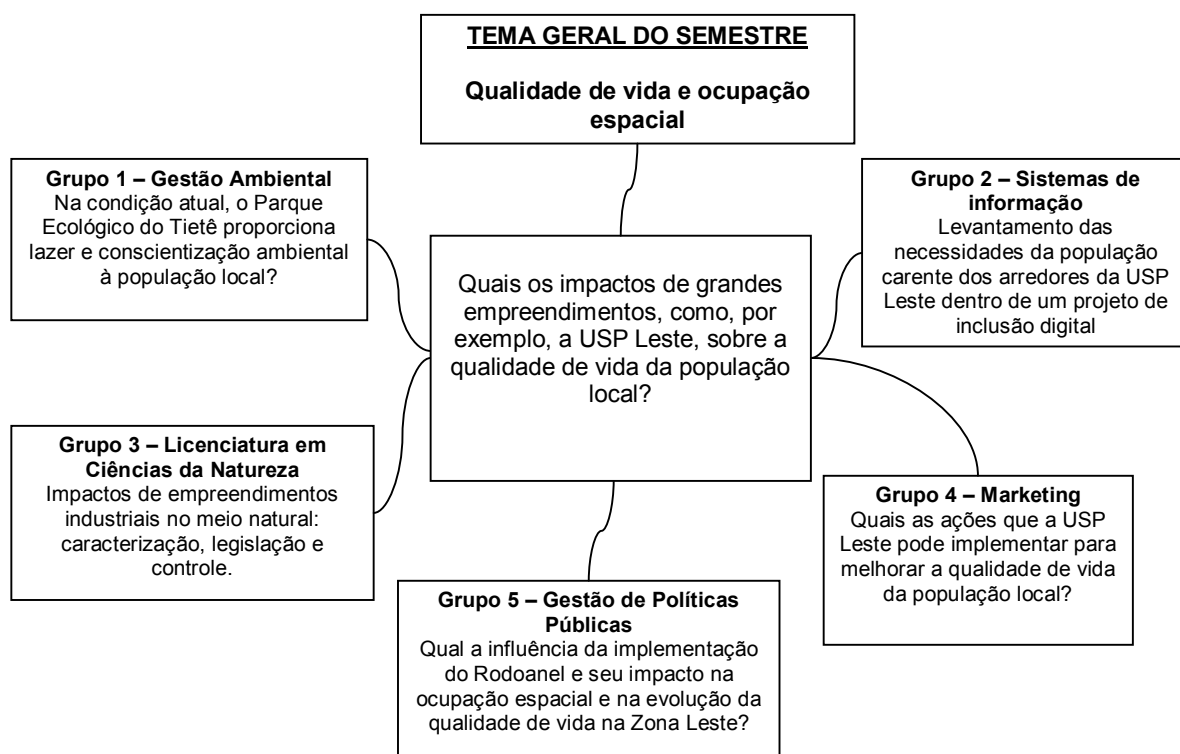 TEMA GERAL DO SEMESTRE
Qualidade de vida e ocupação
espacial
Grupo 1 – Gestão Ambiental
Na condição atual, o Parque
Ecológico do Tietê proporciona
lazer e conscientização ambiental
à população local?
Grupo 2 – Sistemas de
informação
Levantamento das
necessidades da população
carente dos arredores da USP
Leste dentro de um projeto de
inclusão digital
Quais os impactos de grandes
empreendimentos, como, por
exemplo, a USP Leste, sobre a
qualidade de vida da população
local?
Grupo 3 – Licenciatura em
Ciências da Natureza
Impactos de empreendimentos
industriais no meio natural:
caracterização, legislação e
controle.
Grupo 4 – Marketing
Quais as ações que a USP
Leste pode implementar para
melhorar a qualidade de vida
da população local?
Grupo 5 – Gestão de Políticas
Públicas
Qual a influência da implementação
do Rodoanel e seu impacto na
ocupação espacial e na evolução da
qualidade de vida na Zona Leste?